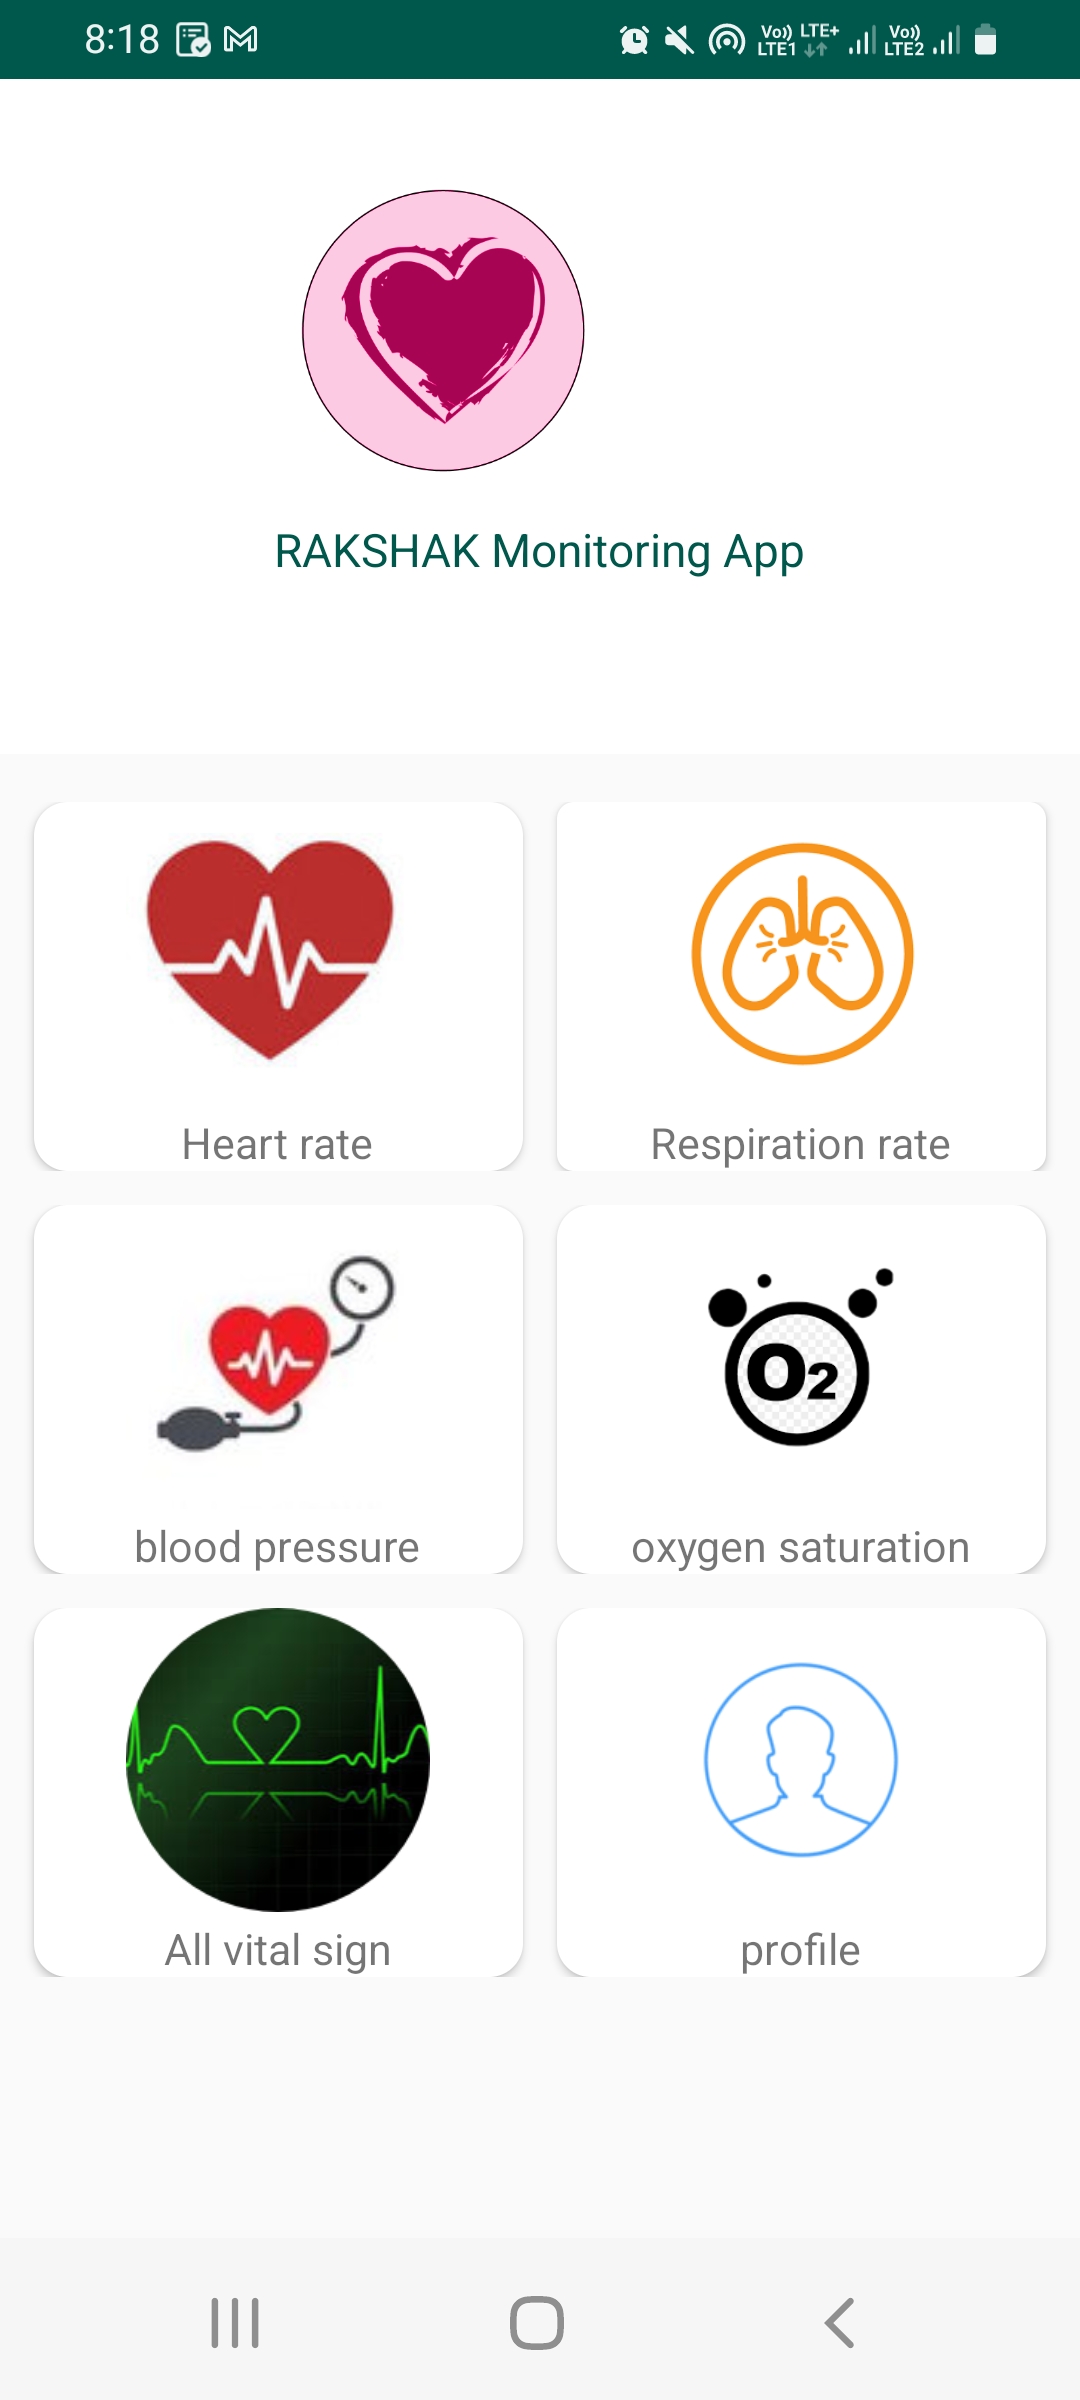 8:18
Vo)) LTE+ Vo))
LTE1 LTE2
RAKSHAK Monitoring App
Heart rate
Respiration rate
O2
blood pressure
oxygen saturation
All vital sign
profile